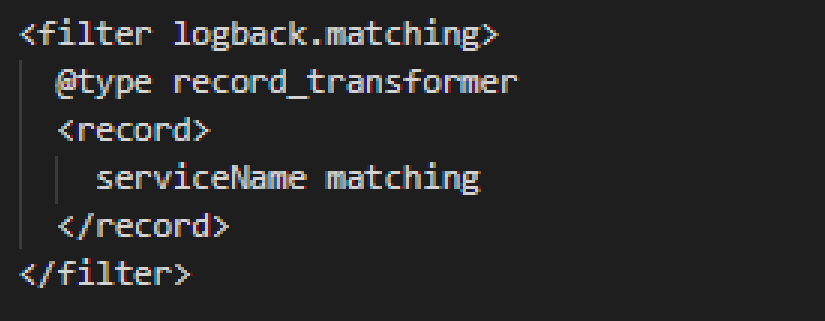 <filter logback.matching>
  @type record_transformer
  <record>
    serviceName matching
  </record>
</filter>